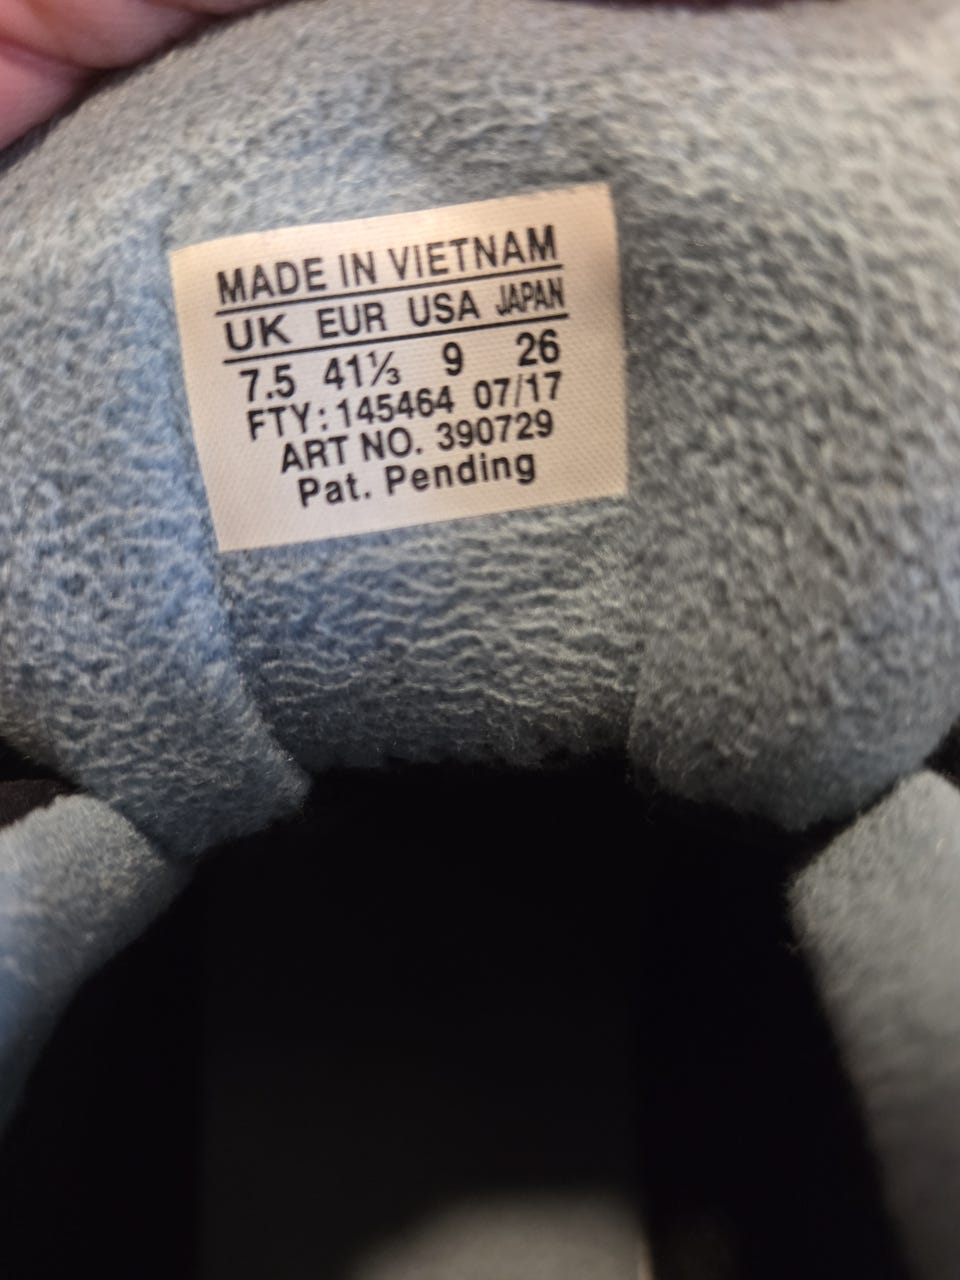 MADE IN VIETNAM
UK EUR USA JAPAN
7.5 41⅓ 9 26
FTY: 145464 07/17
ART NO. 390729
Pat. Pending